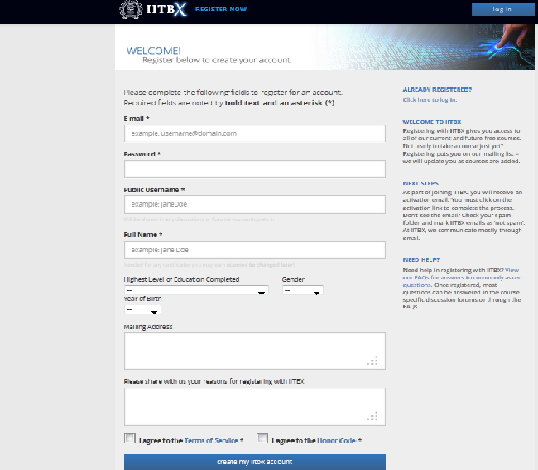 IITBX REGISTER NOW
log in
WELCOME!
Register below to create your account
Please complete the following fields to register for an account.
Required fields are noted by bold text and an asterisk (*)
E-mail *
example: username@domain.com
Password *
Public Username *
example: JaneDoe
Full Name *
example: Jane Doe
Highest Level of Education Completed
Gender
--
--
Year of Birth
--
Mailing Address
Please share with us your reasons for registering with IITBX
I agree to the Terms of Service *
I agree to the Honor Code *
create my IITBX account
ALREADY REGISTERED?
Click here to log in.
WELCOME TO IITBX
Registering with IITBX gives you access to
all of our current and future free courses.
Not ready to take a course just yet?
Registering puts you on our mailing list –
we will update you as courses are added.
NEXT STEPS
As part of joining IITBX, you will receive an
activation email. You must click on the
activation link to complete the process.
Don't see the email? Check your spam
folder and mark IITBX emails as 'not spam'.
At IITBX, we communicate mostly through
email.
NEED HELP?
Need help in registering with IITBX? View
our FAQs for answers to commonly asked
questions. Once registered, most
questions can be answered in the course
specific discussion forums or through the
FAQs.